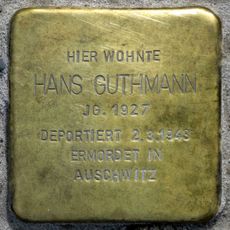 HIER WOHNTE
HANS GUTHMANN
JG. 1927
DEPORTIERT 2.3.1943
ERMORDET IN
AUSCHWITZ